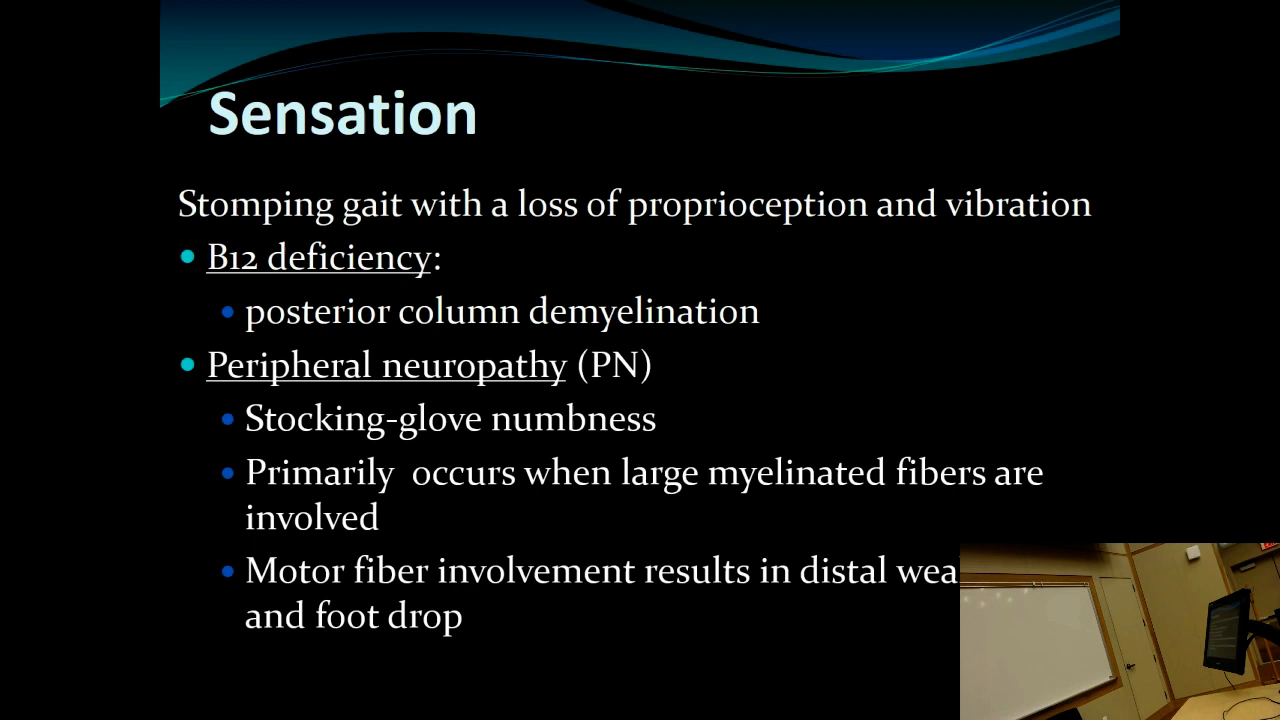 Sensation
Stomping gait with a loss of proprioception and vibration
B12 deficiency:
posterior column demyelination
Peripheral neuropathy (PN)
Stocking-glove numbness
Primarily occurs when large myelinated fibers are
involved
Motor fiber involvement results in distal
and foot drop